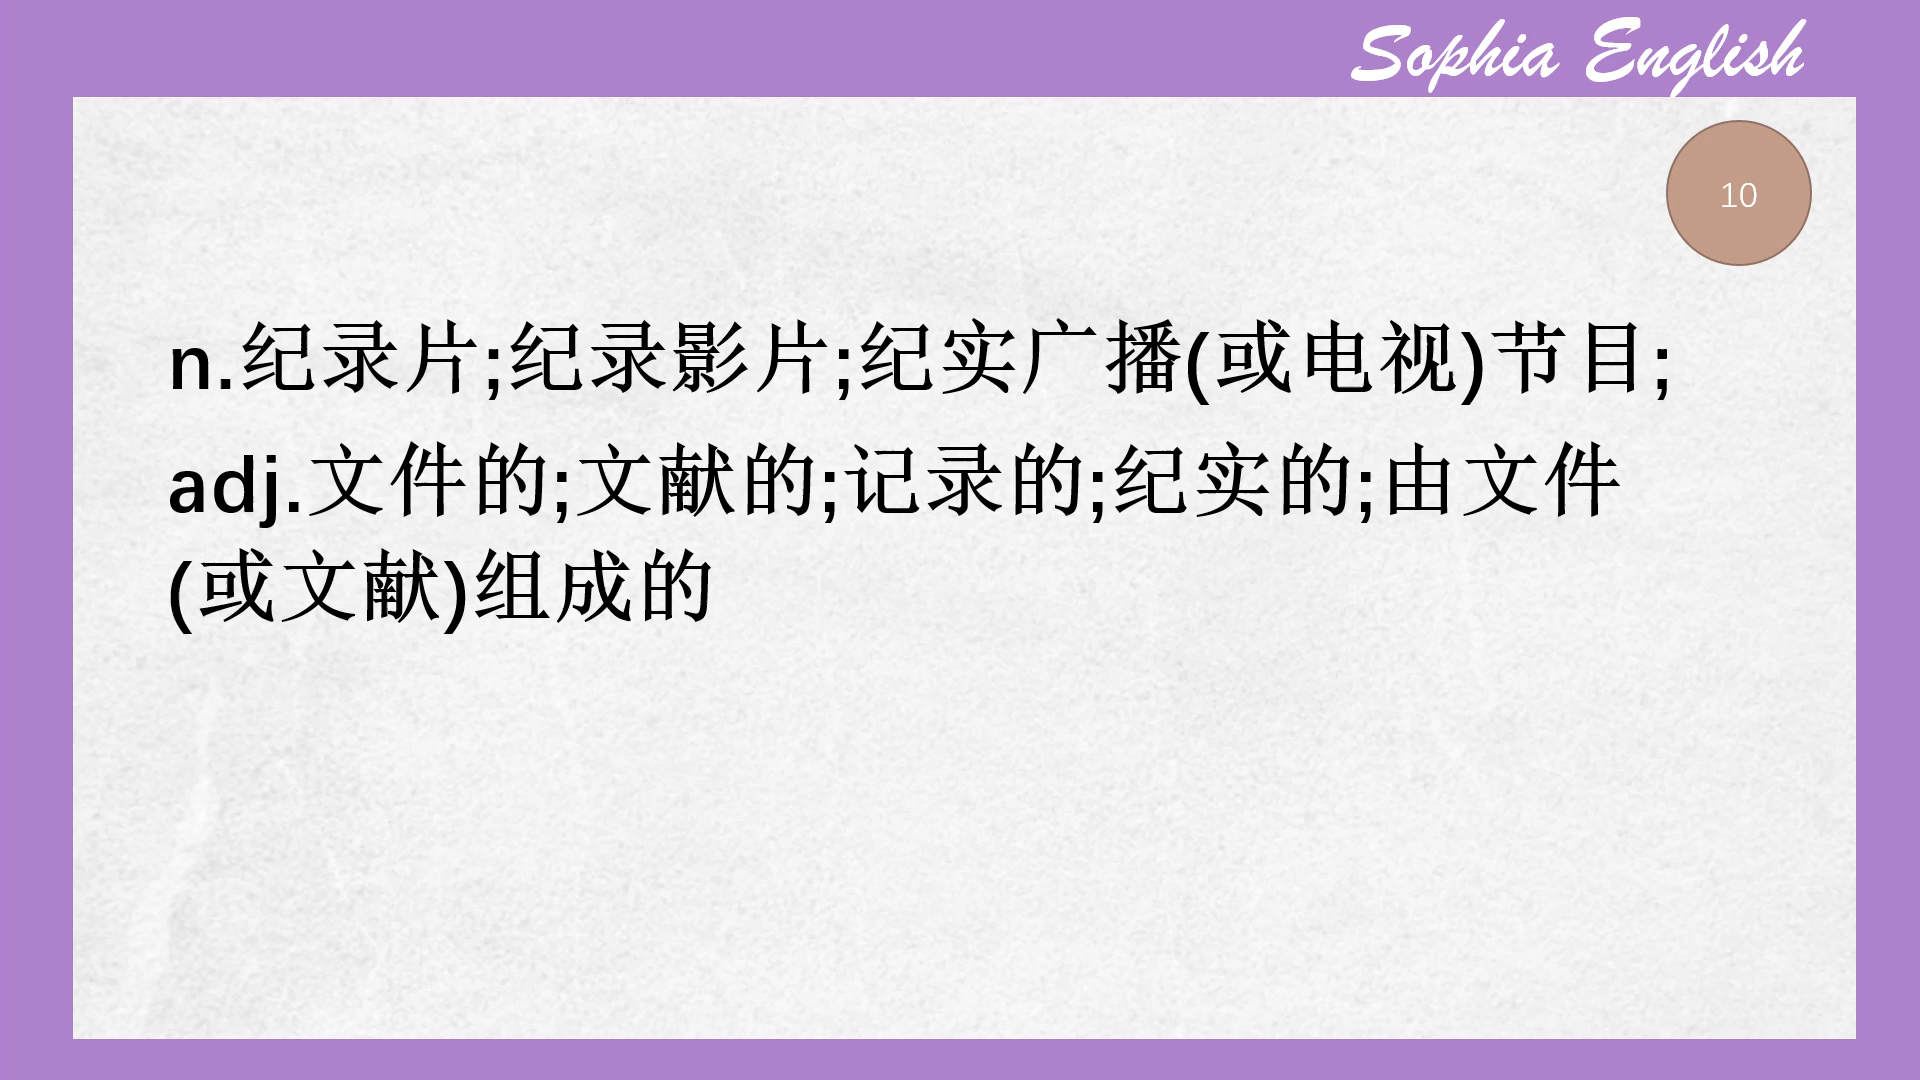 Sophia English
10
n.纪录片;纪录影片;纪实广播(或电视)节目;
adj.文件的;文献的;记录的;纪实的;由文件
(或文献)组成的